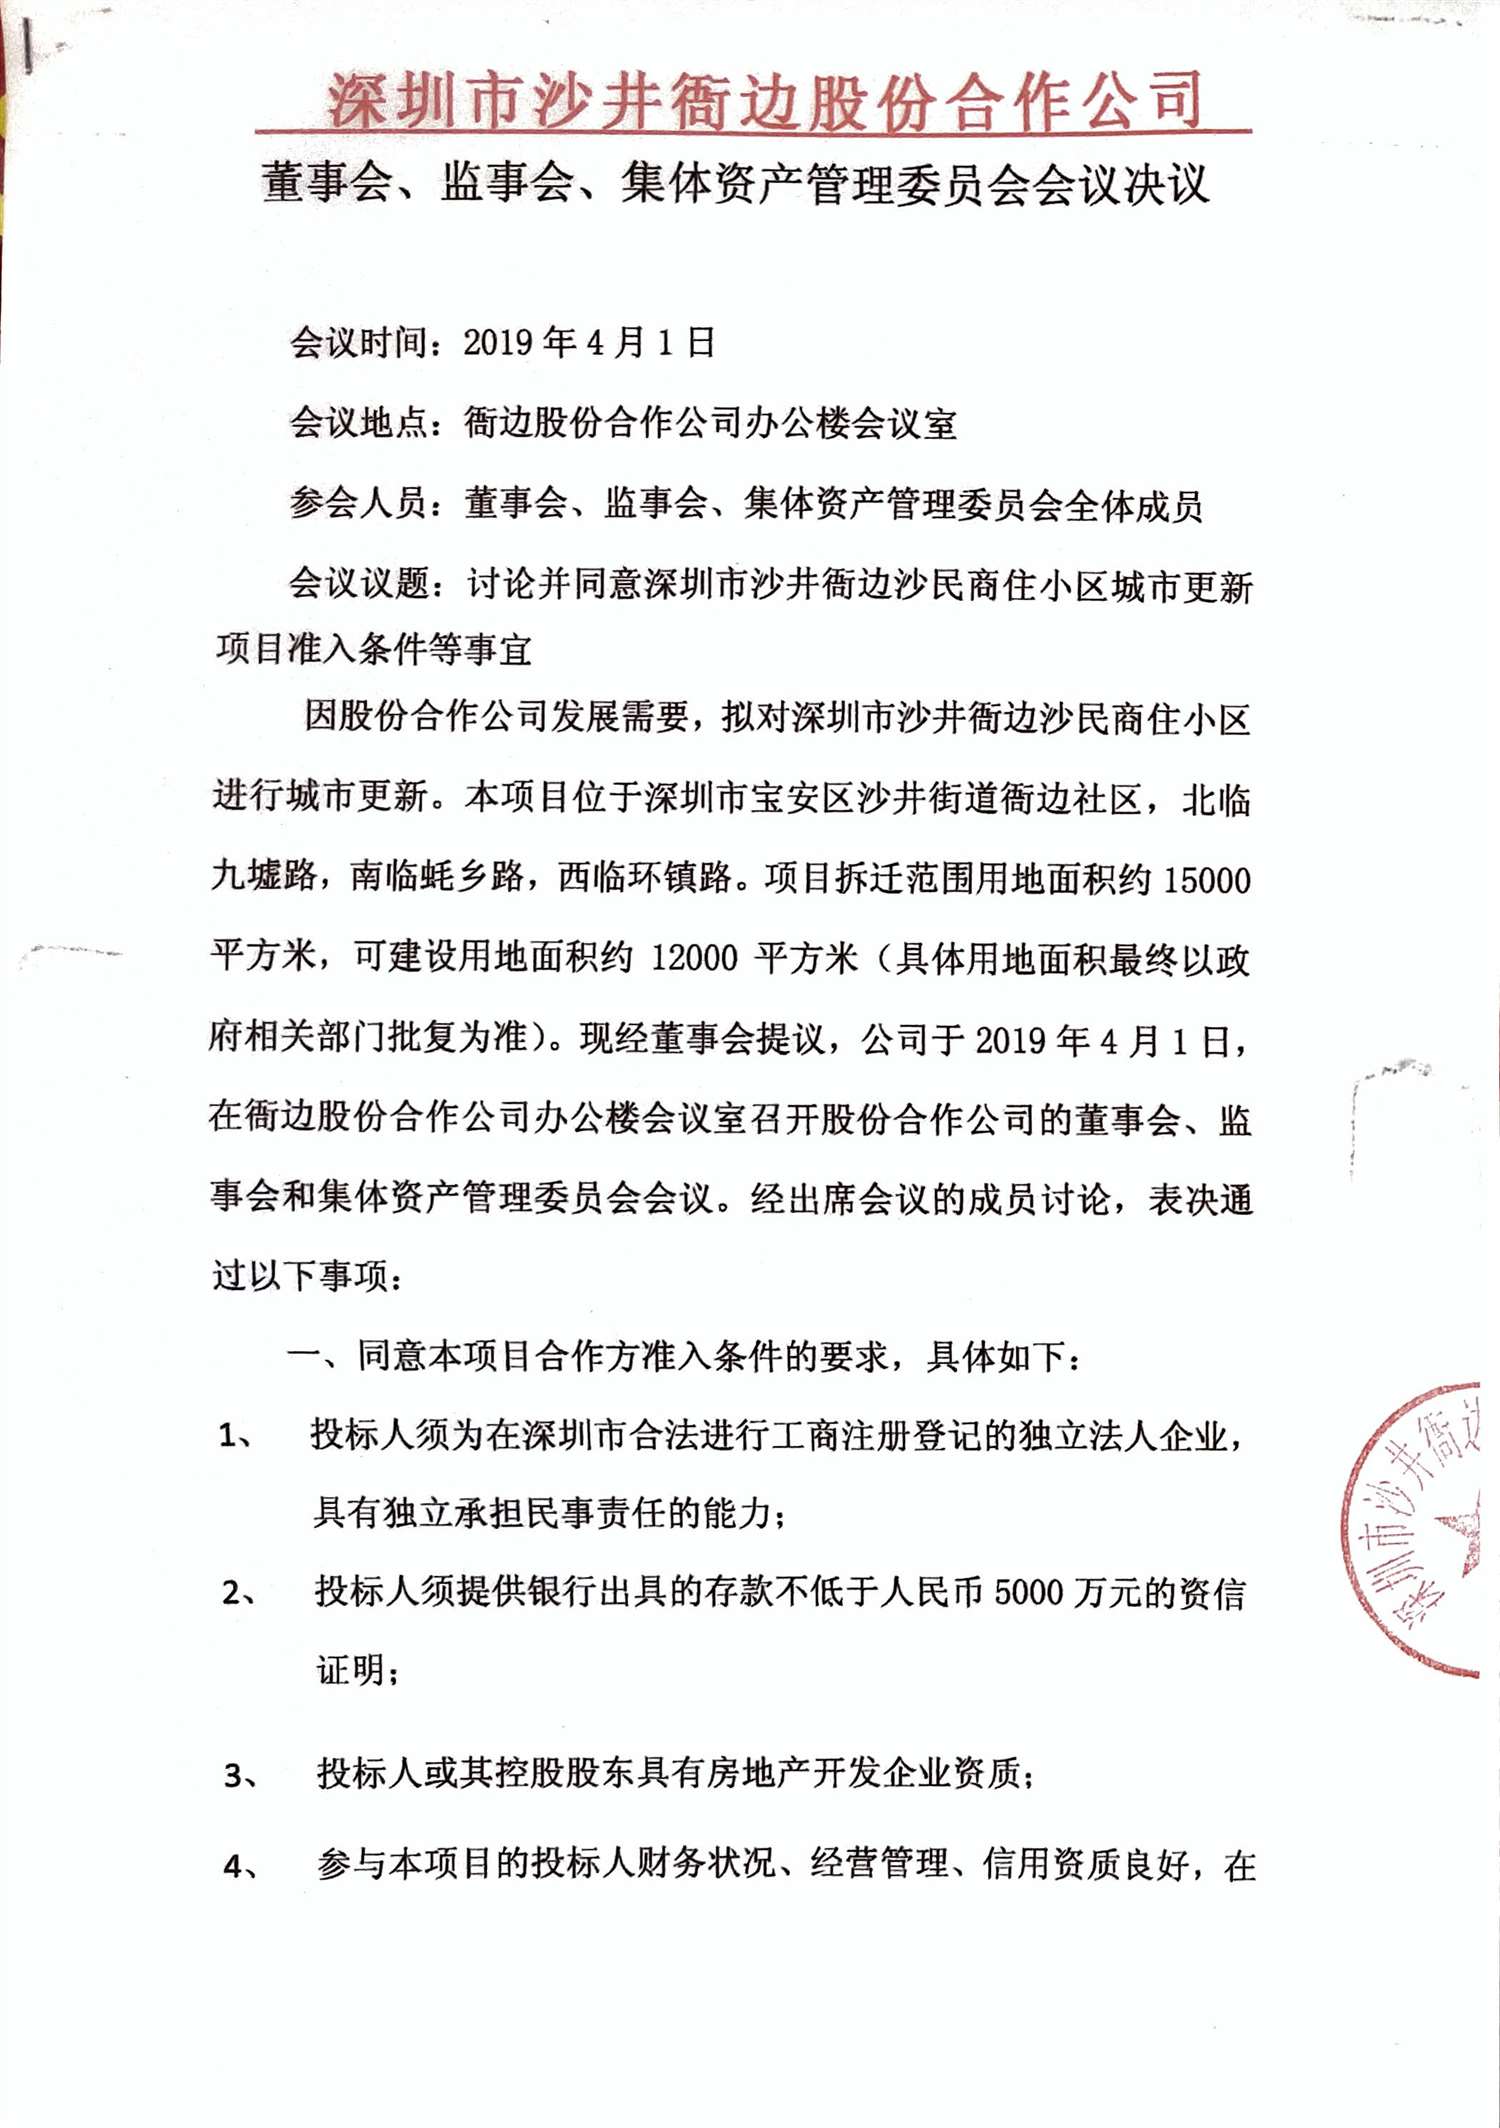 深圳市沙井衙边股份合作公司
董事会、监事会、集体资产管理委员会会议决议
会议时间：2019 年 4 月 1 日
会议地点：衙边股份合作公司办公楼会议室
参会人员：董事会、监事会、集体资产管理委员会全体成员
会议议题：讨论并同意深圳市沙井衙边沙民商住小区城市更新
项目准入条件等事宜
因股份合作公司发展需要，拟对深圳市沙井衙边沙民商住小区
进行城市更新。本项目位于深圳市宝安区沙井街道衙边社区，北临
九墟路，南临蚝乡路，西临环镇路。项目拆迁范围用地面积约 15000
平方米，可建设用地面积约 12000 平方米（具体用地面积最终以政
府相关部门批复为准）。现经董事会提议，公司于 2019 年 4 月 1 日，
在衙边股份合作公司办公楼会议室召开股份合作公司的董事会、监
事会和集体资产管理委员会会议。经出席会议的成员讨论，表决通
过以下事项：
一、同意本项目合作方准入条件的要求，具体如下：
1、 投标人须为在深圳市合法进行工商注册登记的独立法人企业，
具有独立承担民事责任的能力；
2、 投标人须提供银行出具的存款不低于人民币 5000 万元的资信
证明；
3、 投标人或其控股股东具有房地产开发企业资质；
4、 参与本项目的投标人财务状况、经营管理、信用资质良好，在
深圳市沙井衙边